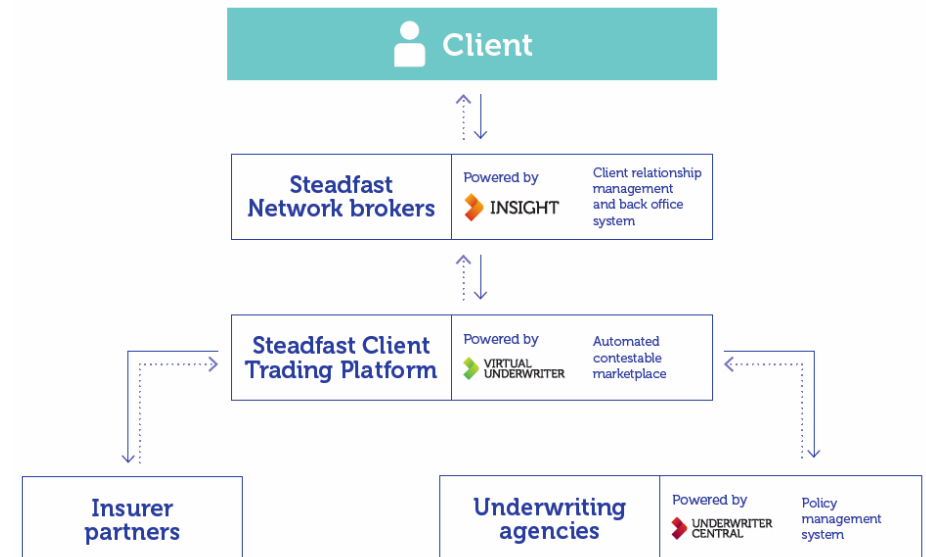 Client
Steadfast
Network brokers
Powered by
INSIGHT
Client relationship
management
and back office
system
Steadfast Client
Trading Platform
Powered by
VIRTUAL
UNDERWRITER
Automated
contestable
marketplace
Insurer
partners
Underwriting
agencies
Powered by
UNDERWRITER
CENTRAL
Policy
management
system